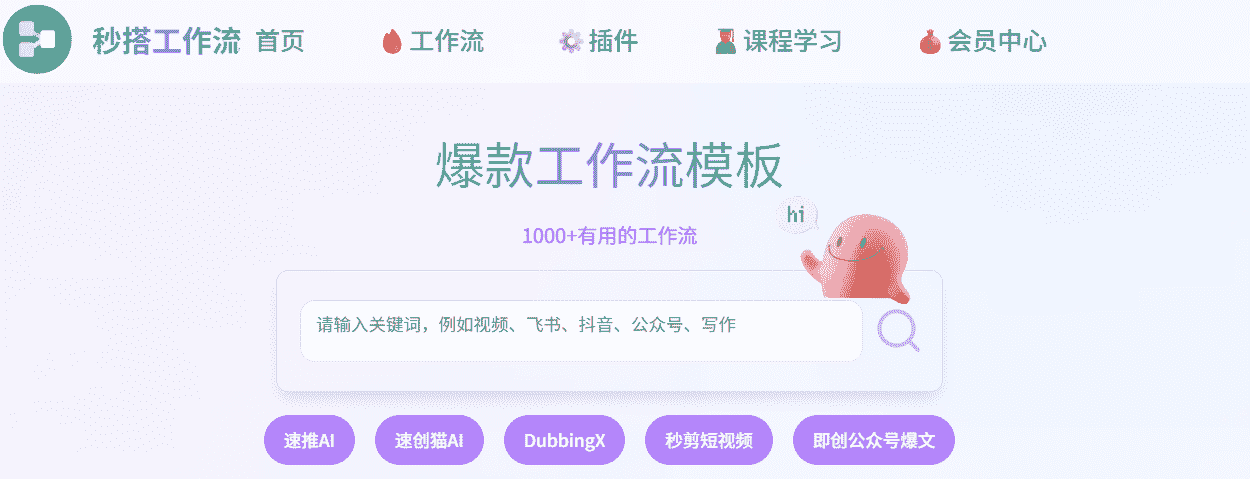 秒搭工作流 首页 工作流 插件 课程学习 会员中心
爆款工作流模板
hi
1000+有用的工作流
请输入关键词，例如视频、飞书、抖音、公众号、写作
速推AI 速创猫AI DubbingX 秒剪短视频 即创公众号爆文